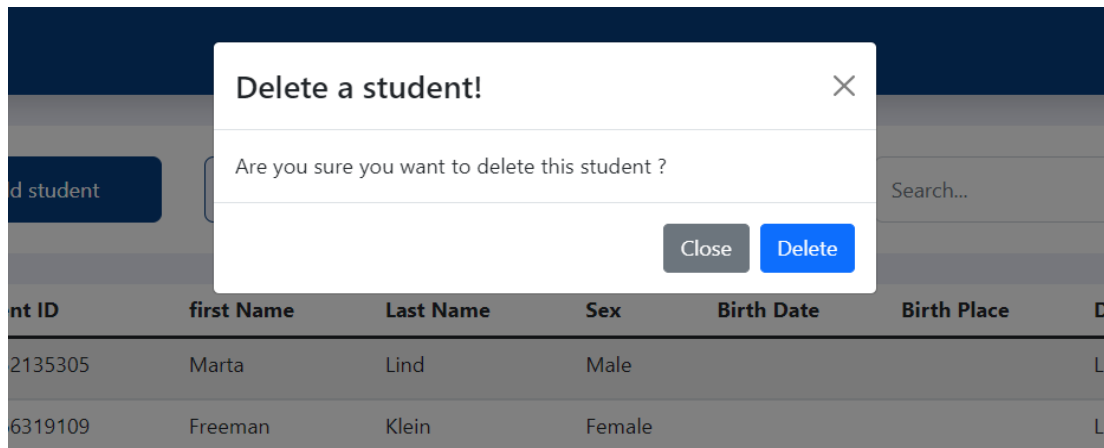 Delete a student!
Are you sure you want to delete this student ?
d student
Search...
Close
Delete
nt ID first Name Last Name Sex Birth Date Birth Place
2135305 Marta Lind Male L
6319109 Freeman Klein Female L